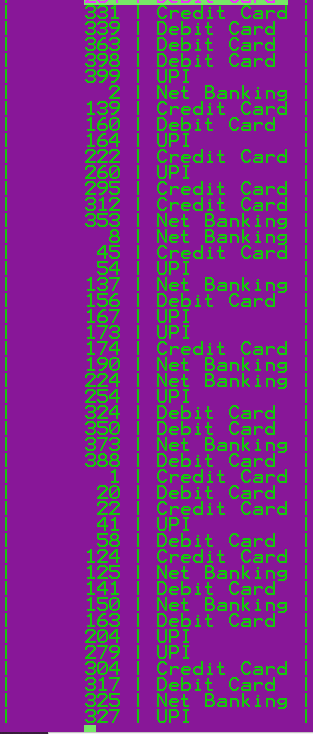 | 331 | Credit Card |
| 339 | Debit Card |
| 363 | Debit Card |
| 398 | Debit Card |
| 399 | UPI |
| 2 | Net Banking |
| 139 | Credit Card |
| 160 | Debit Card |
| 164 | UPI |
| 222 | Credit Card |
| 260 | UPI |
| 295 | Credit Card |
| 312 | Credit Card |
| 353 | Net Banking |
| 8 | Net Banking |
| 45 | Credit Card |
| 54 | UPI |
| 137 | Net Banking |
| 156 | Debit Card |
| 167 | UPI |
| 173 | UPI |
| 174 | Credit Card |
| 190 | Net Banking |
| 224 | Net Banking |
| 254 | UPI |
| 324 | Debit Card |
| 350 | Debit Card |
| 373 | Net Banking |
| 388 | Debit Card |
| 1 | Credit Card |
| 20 | Debit Card |
| 22 | Credit Card |
| 41 | UPI |
| 58 | Debit Card |
| 124 | Credit Card |
| 125 | Net Banking |
| 141 | Debit Card |
| 150 | Net Banking |
| 163 | Debit Card |
| 204 | UPI |
| 279 | UPI |
| 304 | Credit Card |
| 317 | Debit Card |
| 325 | Net Banking |
| 327 | UPI |